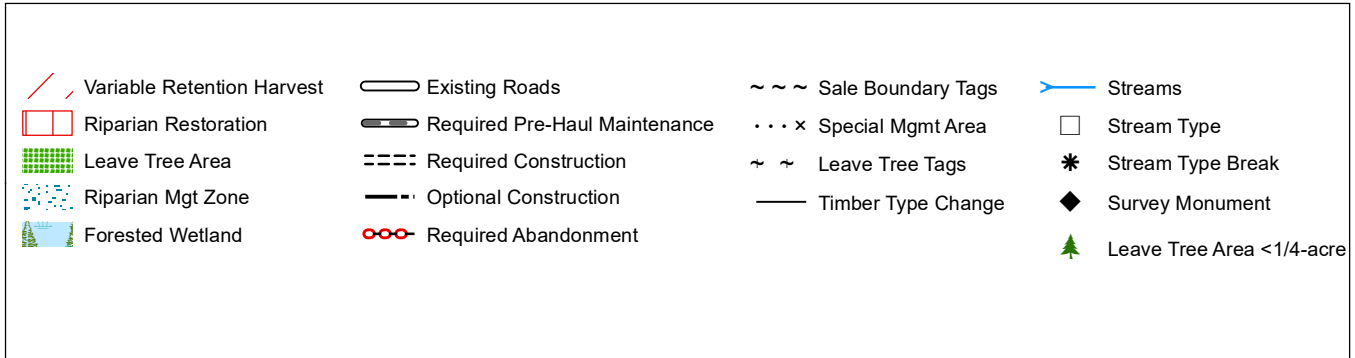 Variable Retention Harvest
Riparian Restoration
Leave Tree Area
Riparian Mgt Zone
Forested Wetland
Existing Roads
Required Pre-Haul Maintenance
Required Construction
Optional Construction
Required Abandonment
Sale Boundary Tags
Special Mgmt Area
Leave Tree Tags
Timber Type Change
Streams
Stream Type
Stream Type Break
Survey Monument
Leave Tree Area <1/4-acre